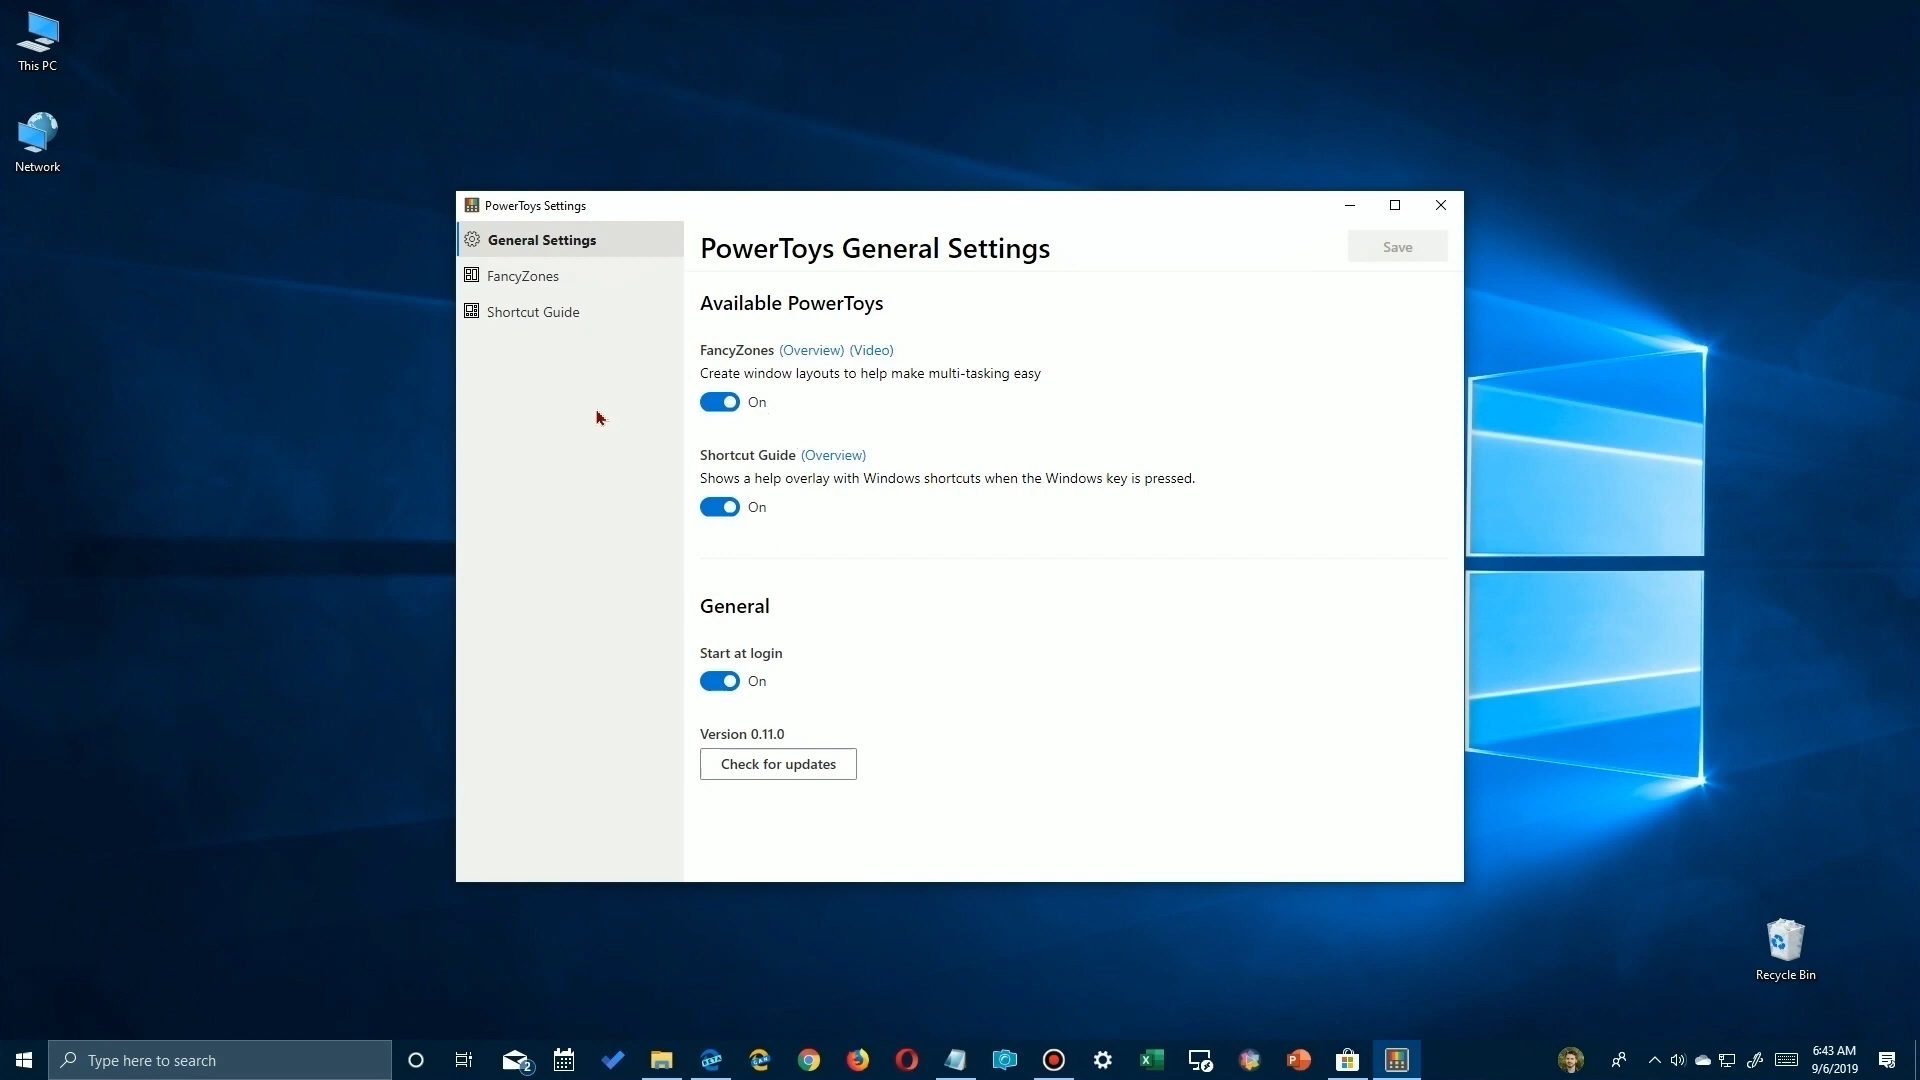 This PC
Network
PowerToys Settings
General Settings
FancyZones
Shortcut Guide
PowerToys General Settings
Save
Available PowerToys
FancyZones (Overview) (Video)
Create window layouts to help make multi-tasking easy
On
Shortcut Guide (Overview)
Shows a help overlay with Windows shortcuts when the Windows key is pressed.
On
General
Start at login
On
Version 0.11.0
Check for updates
Recycle Bin
Type here to search
2
BETA
CAN
6:43 AM
9/6/2019